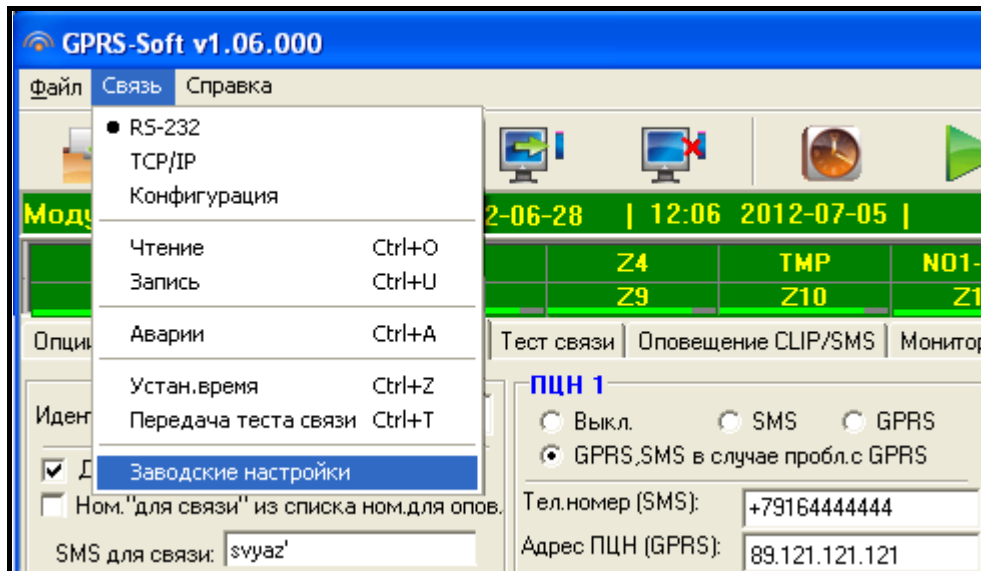 GPRS-Soft v1.06.000
Файл Связь Справка
RS-232
TCP/IP
Конфигурация
2-06-28 | 12:06 2012-07-05 |
Чтение Ctrl+O
Z4 TMP NO1-
Запись Ctrl+U
Z9 Z10
Аварии Ctrl+A
Тест связи Оповещение CLIP/SMS
Устан.время Ctrl+Z
ПЦН 1
Передача теста связи Ctrl+T
Выкл. SMS GPRS
GPRS,SMS в случае пробл.с GPRS
Заводские настройки
Ном."для связи" из списка ном.для опов.
Тел.номер (SMS): +79164444444
SMS для связи: svyaz'
Адрес ПЦН (GPRS): 89.121.121.121